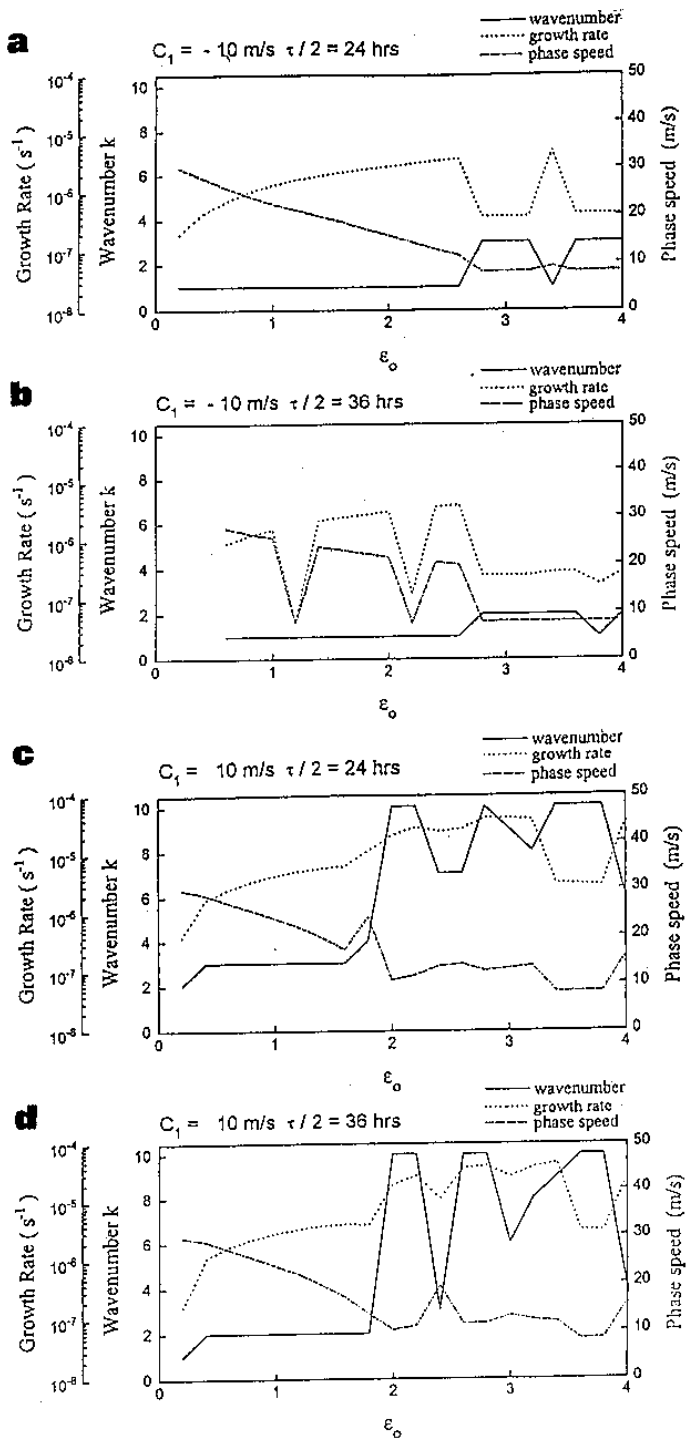 a
C₁ = - 10 m/s τ / 2 = 24 hrs
wavenumber
growth rate
phase speed
Growth Rate ( s⁻¹ )
10⁻⁴
10⁻⁵
10⁻⁶
10⁻⁷
10⁻⁸
Wavenumber k
10
8
6
4
2
0
50
40
30
20
10
0
Phase speed (m/s)
0 1 2 3 4
ε₀
b
C₁ = - 10 m/s τ / 2 = 36 hrs
wavenumber
growth rate
phase speed
Growth Rate ( s⁻¹ )
10⁻⁴
10⁻⁵
10⁻⁶
10⁻⁷
10⁻⁸
Wavenumber k
10
8
6
4
2
0
50
40
30
20
10
0
Phase speed (m/s)
0 1 2 3 4
ε₀
c
C₁ = 10 m/s τ / 2 = 24 hrs
wavenumber
growth rate
phase speed
Growth Rate ( s⁻¹ )
10⁻⁴
10⁻⁵
10⁻⁶
10⁻⁷
10⁻⁸
Wavenumber k
10
8
6
4
2
0
50
40
30
20
10
0
Phase speed (m/s)
0 1 2 3 4
ε₀
d
C₁ = 10 m/s τ / 2 = 36 hrs
wavenumber
growth rate
phase speed
Growth Rate ( s⁻¹ )
10⁻⁴
10⁻⁵
10⁻⁶
10⁻⁷
10⁻⁸
Wavenumber k
10
8
6
4
2
0
50
40
30
20
10
0
Phase speed (m/s)
0 1 2 3 4
ε₀